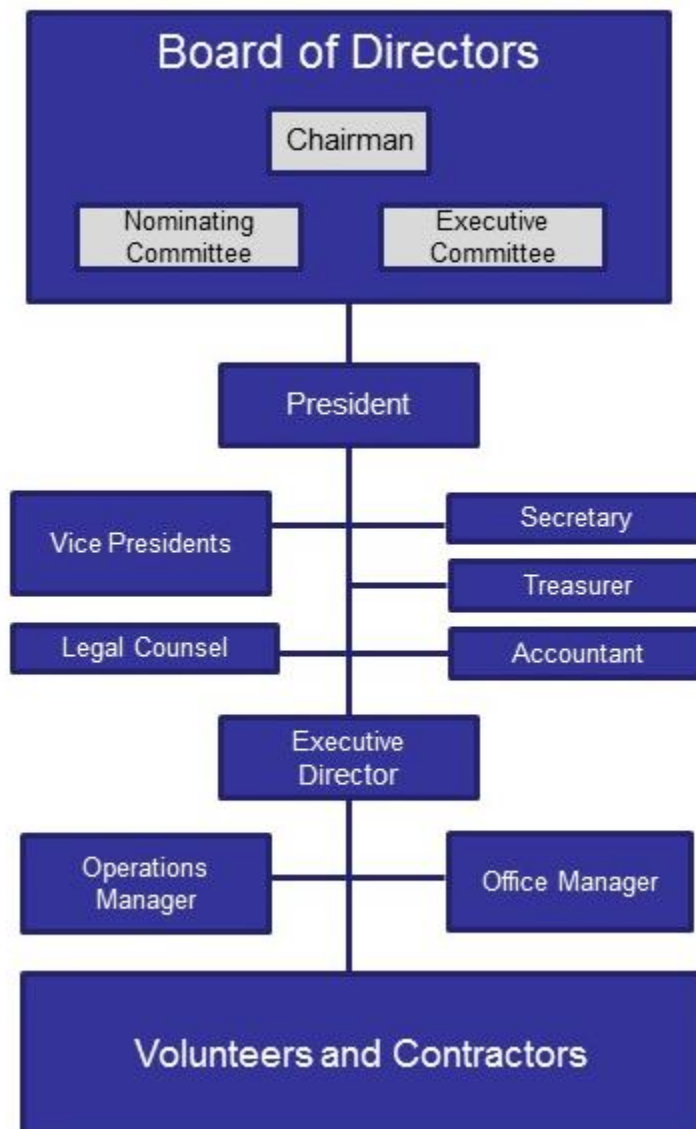 Board of Directors
Chairman
Nominating
Committee
Executive
Committee
President
Vice Presidents
Secretary
Treasurer
Legal Counsel
Accountant
Executive
Director
Operations
Manager
Office Manager
Volunteers and Contractors